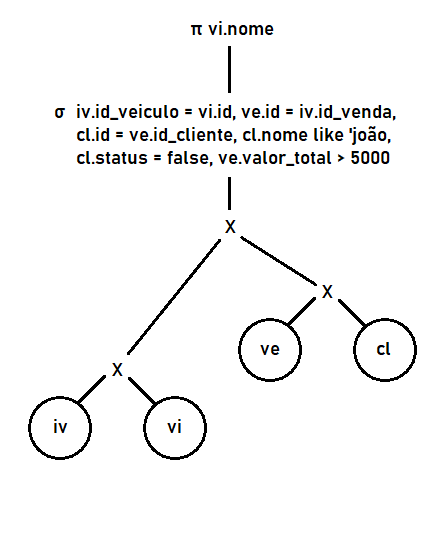 π vi.nome
σ iv.id_veiculo = vi.id, ve.id = iv.id_venda,
cl.id = ve.id_cliente, cl.nome like 'joão,
cl.status = false, ve.valor_total > 5000
X
X
ve cl
X
iv vi